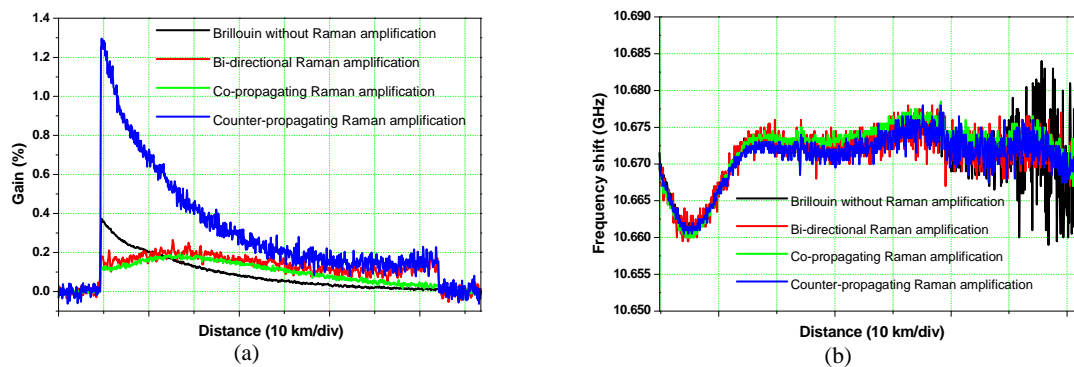 1.4
1.2
1.0
0.8
0.6
0.4
0.2
0.0
Gain (%)
Brillouin without Raman amplification
Bi-directional Raman amplification
Co-propagating Raman amplification
Counter-propagating Raman amplification
Distance (10 km/div)
(a)
10.690
10.685
10.680
10.675
10.670
10.665
10.660
10.655
10.650
Frequency shift (GHz)
Brillouin without Raman amplification
Bi-directional Raman amplification
Co-propagating Raman amplification
Counter-propagating Raman amplification
Distance (10 km/div)
(b)